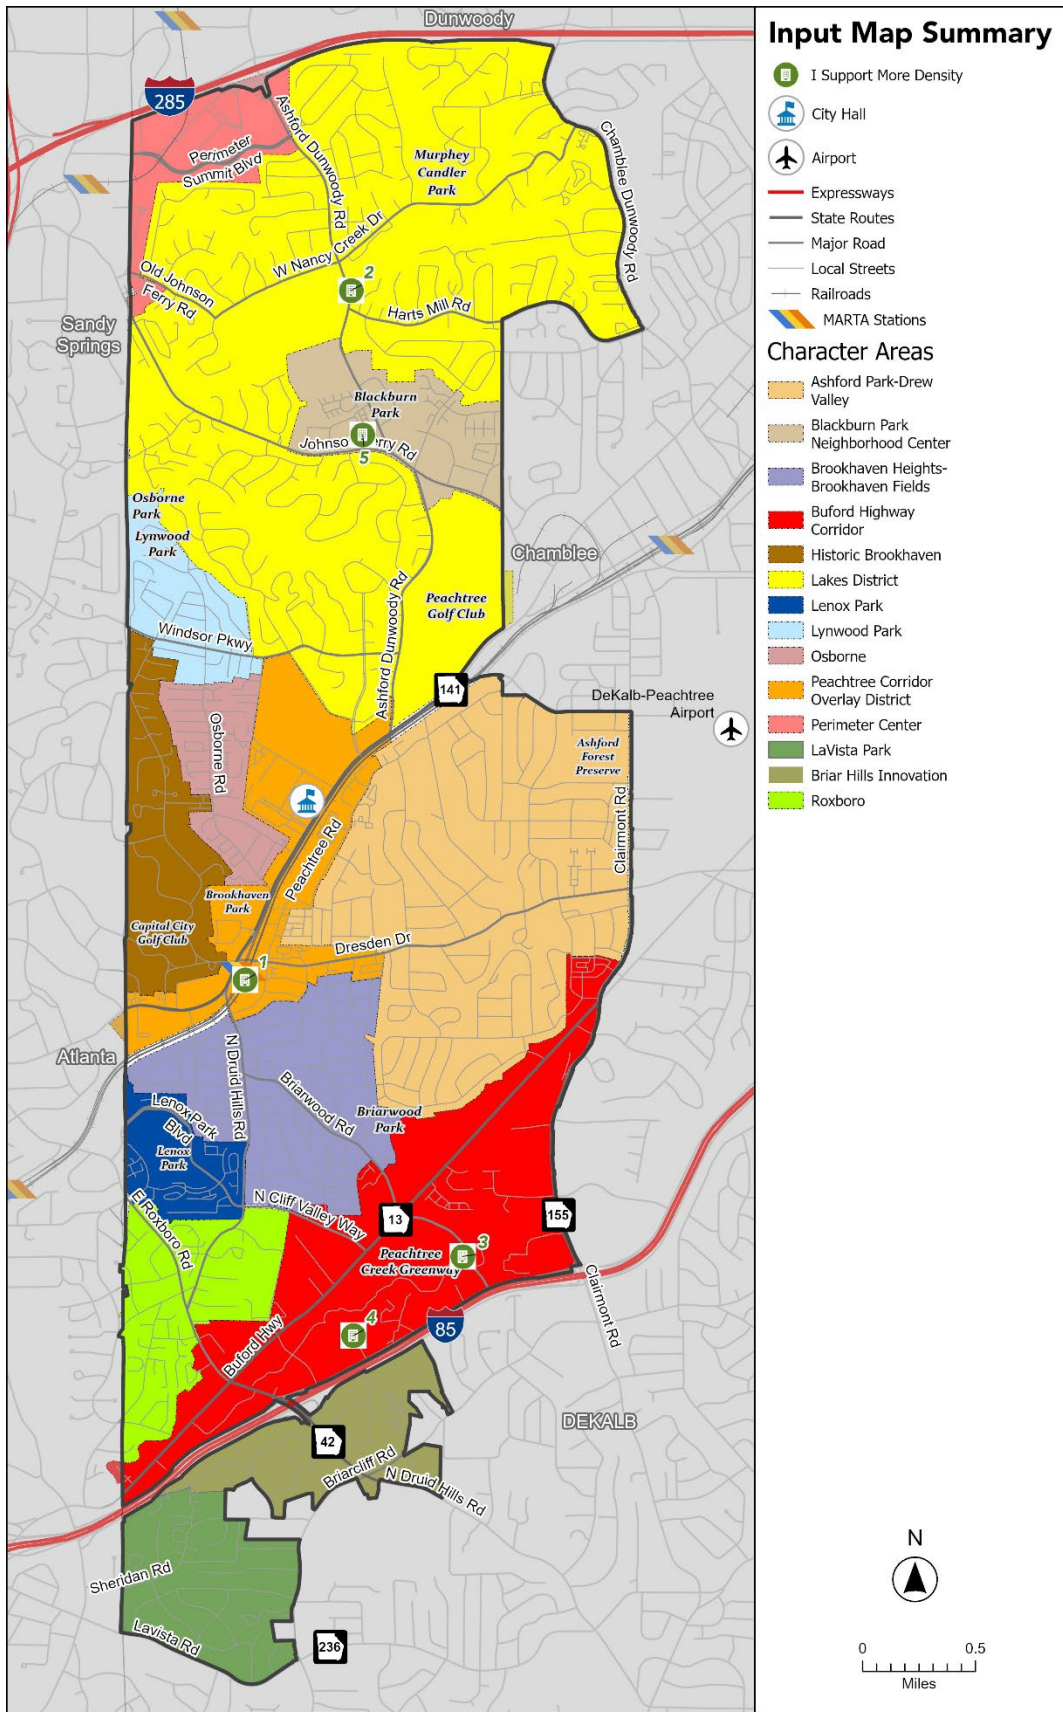 Dunwoody
285
Perimeter
Summit Blvd
Ashford Dunwoody Rd
Murphey
Candler
Park
Chamblee Dunwoody Rd
W Nancy Creek Dr
Old Johnson
Ferry Rd
2
Harts Mill Rd
Sandy
Springs
Blackburn
Park
Johnso
erry Rd
5
Osborne
Park
Lynwood
Park
Chamblee
Peachtree
Golf Club
Ashford Dunwoody Rd
Windsor Pkwy
141
DeKalb-Peachtree
Airport
Osborne Rd
Ashford
Forest
Preserve
Clairmont Rd
Peachtree Rd
Brookhaven
Park
Capital City
Golf Club
Dresden Dr
1
Atlanta
N Druid Hills Rd
Briarwood Rd
Briarwood
Park
Lenox Park
Blvd
Lenox
Park
E Roxboro Rd
N Cliff Valley Way
13
155
Peachtree
Creek Greenway
3
Clairmont Rd
4
85
Buford Hwy
DEKALB
42
Briarcliff Rd
N Druid Hills Rd
Sheridan Rd
Lavista Rd
236
Input Map Summary
I Support More Density
City Hall
Airport
Expressways
State Routes
Major Road
Local Streets
Railroads
MARTA Stations
Character Areas
Ashford Park-Drew
Valley
Blackburn Park
Neighborhood Center
Brookhaven Heights-
Brookhaven Fields
Buford Highway
Corridor
Historic Brookhaven
Lakes District
Lenox Park
Lynwood Park
Osborne
Peachtree Corridor
Overlay District
Perimeter Center
LaVista Park
Briar Hills Innovation
Roxboro
N
0 0.5
Miles